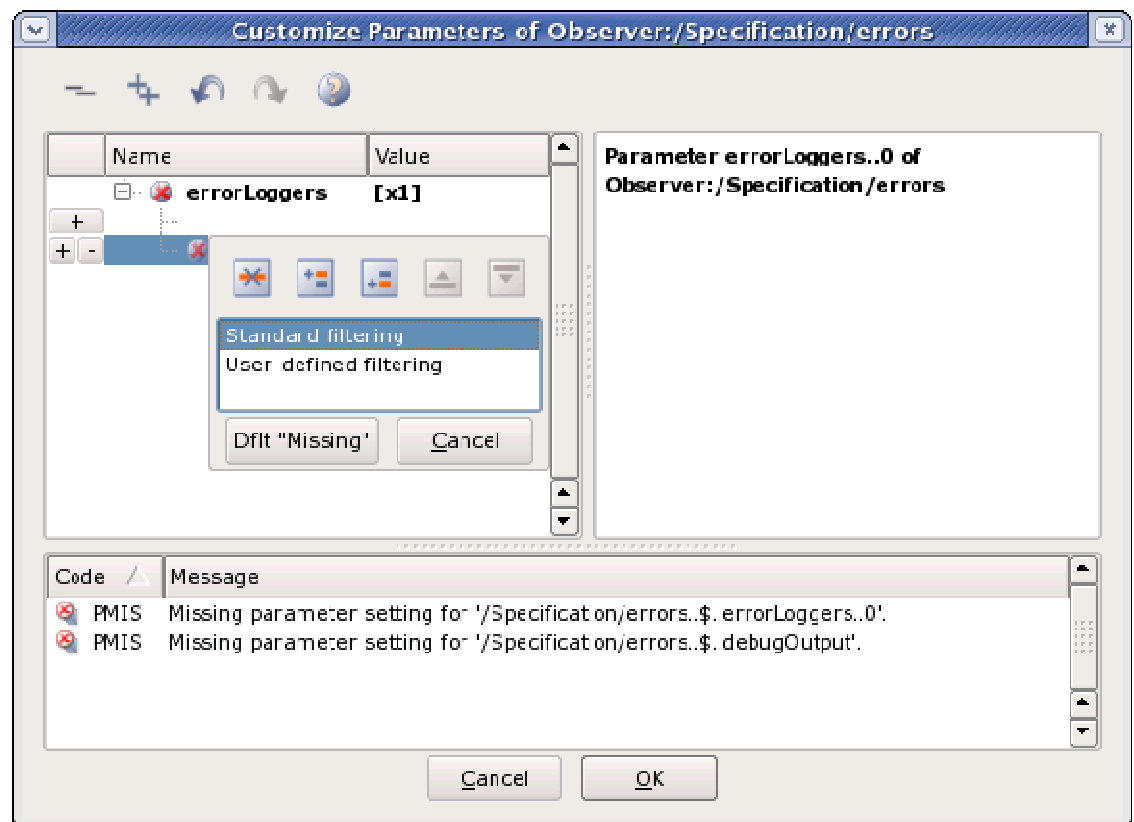 Customize Parameters of Observer:/Specification/errors
Name Value
errorLoggers [x1]
+
+ -
Standard filtering
User-defined filtering
Dflt "Missing"
Cancel
Parameter errorLoggers..0 of
Observer:/Specification/errors
Code Message
PMIS Missing parameter setting for '/Specification/errors..$.errorLoggers..0'.
PMIS Missing parameter setting for '/Specification/errors..$.debugOutput'.
Cancel
OK